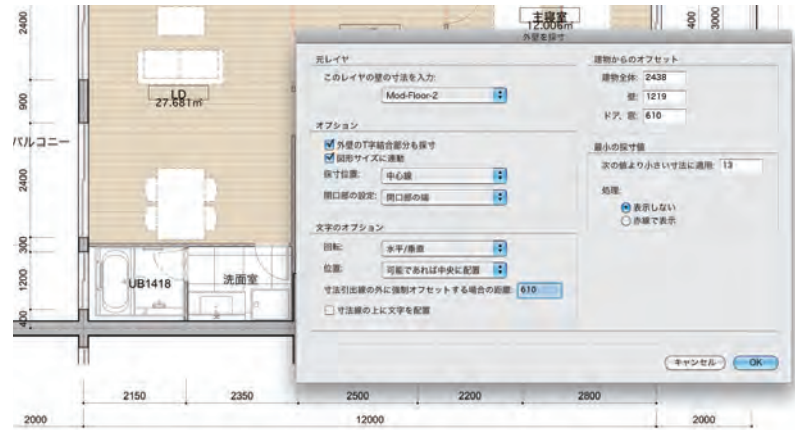 2400
900
バルコニー
2400
300
1200
400
LD
27.681㎡
UB1418
洗面室
主寝室
12.006㎡
400
3000
外壁を採寸
元レイヤ
このレイヤの壁の寸法を入力:
Mod-Floor-2
オプション
外壁のT字結合部分も採寸
図形サイズに連動
採寸位置: 中心線
開口部の設定: 開口部の端
文字のオプション
回転: 水平/垂直
位置: 可能であれば中央に配置
寸法引出線の外に強制オフセットする場合の距離: 610
寸法線の上に文字を配置
建物からのオフセット
建物全体: 2438
壁: 1219
ドア、窓: 610
最小の採寸値
次の値より小さい寸法に適用: 13
処理:
表示しない
赤線で表示
キャンセル OK
2150 2350 2500 2200 2800
2000 12000 2000